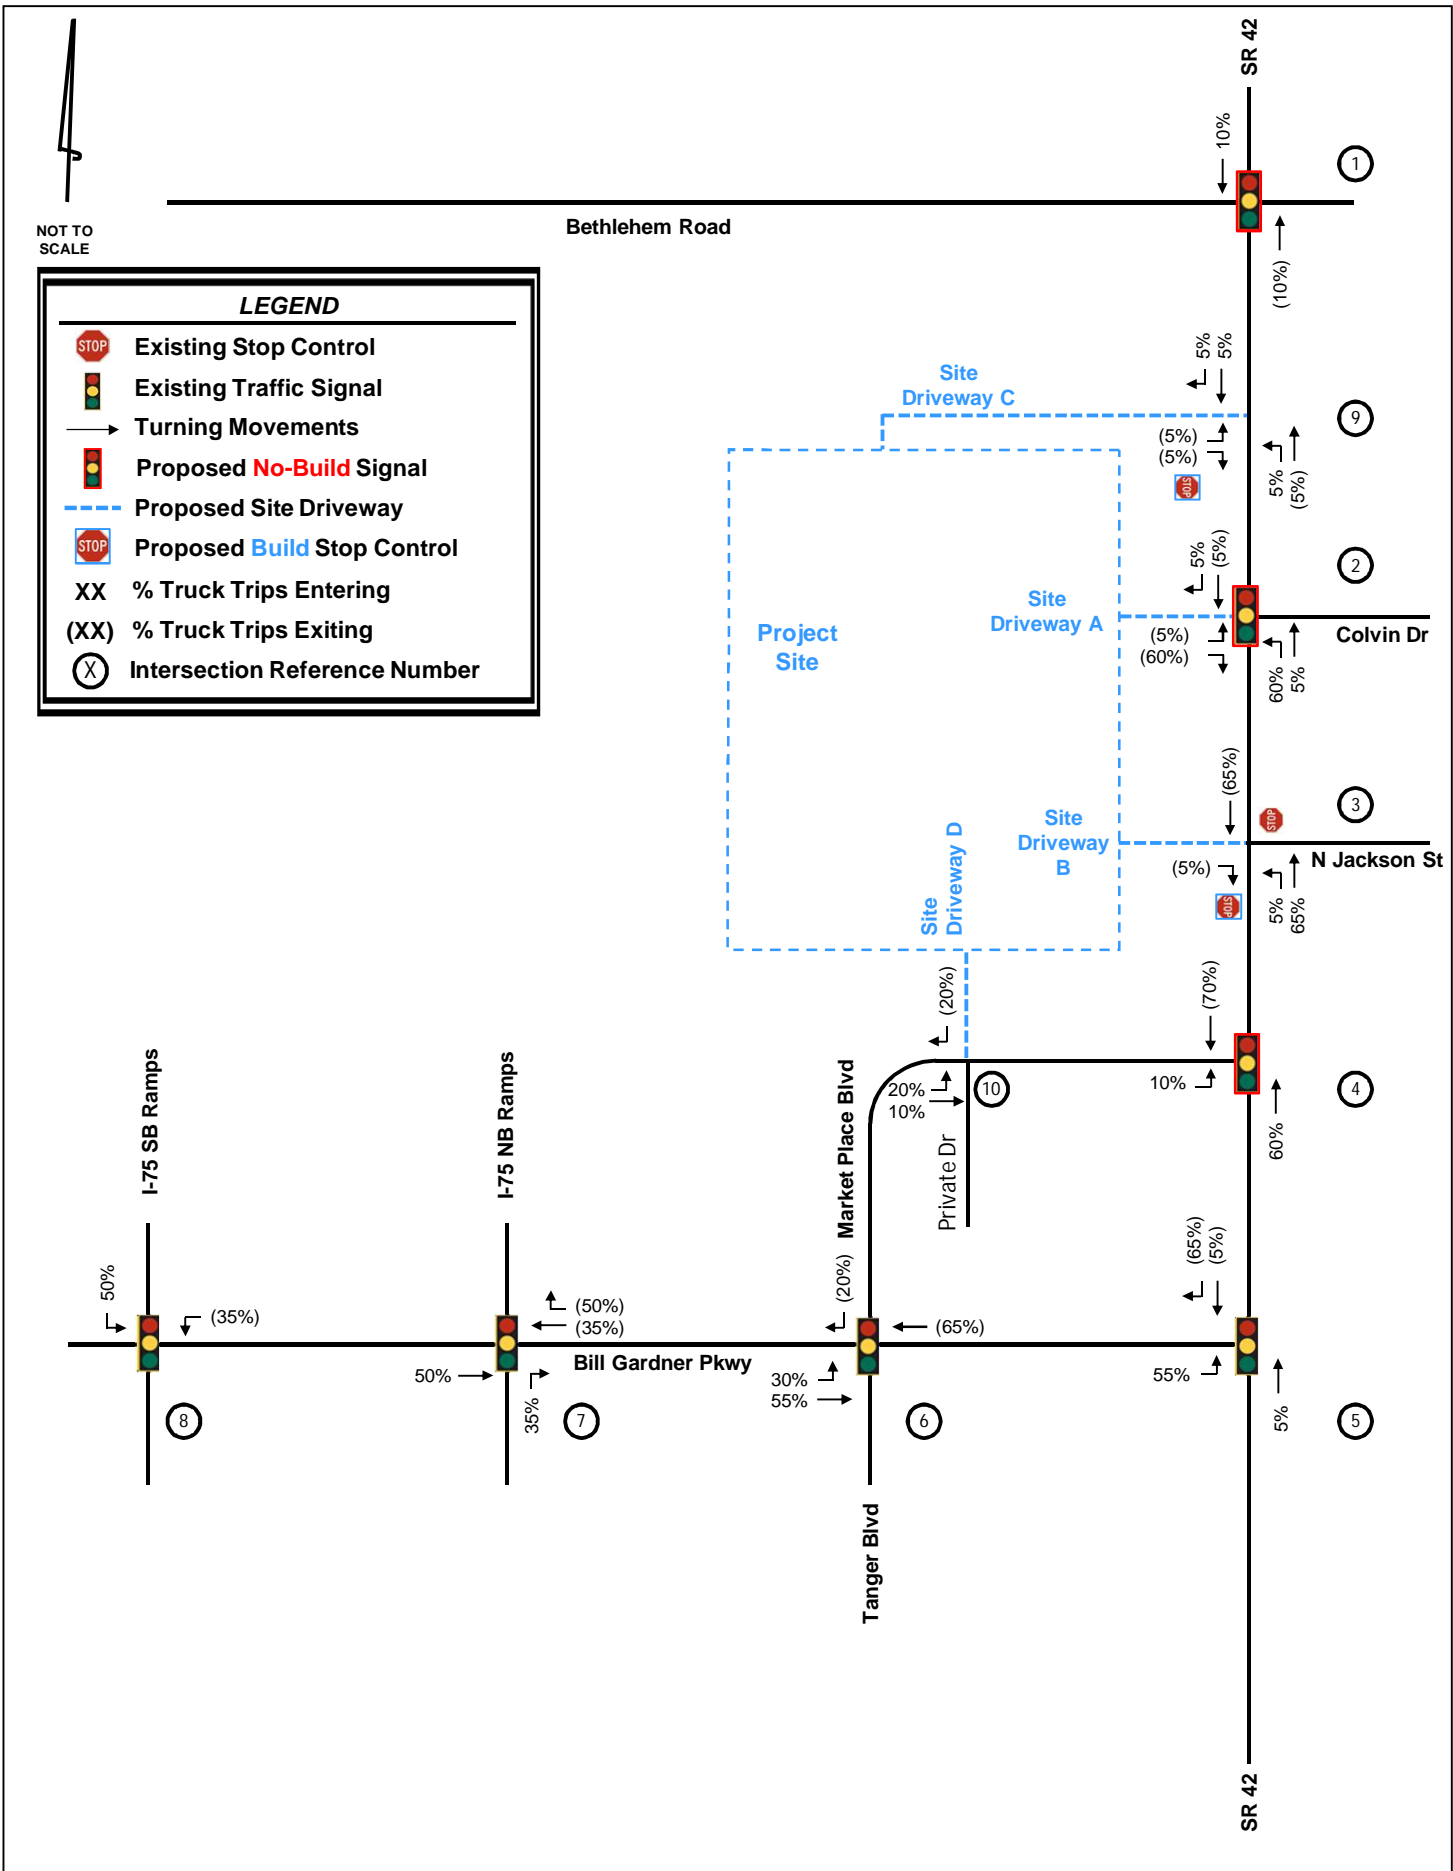 SR 42
10%
1
Bethlehem Road
(10%)
NOT TO
SCALE
LEGEND
STOP Existing Stop Control
Existing Traffic Signal
Turning Movements
Proposed No-Build Signal
Proposed Site Driveway
STOP Proposed Build Stop Control
XX % Truck Trips Entering
(XX) % Truck Trips Exiting
X Intersection Reference Number
5%
5%
Site
Driveway C
9
(5%)
(5%)
STOP
5%
(5%)
5%
(5%)
2
Site
Driveway A
Colvin Dr
(5%)
(60%)
60%
5%
Project
Site
(65%)
STOP
3
Site
Driveway
B
N Jackson St
(5%)
STOP
5%
65%
Site
Driveway D
(20%)
(70%)
20%
10%
10
Private Dr
10%
4
60%
Market Place Blvd
I-75 SB Ramps
I-75 NB Ramps
50%
(35%)
(50%)
(35%)
(20%)
(65%)
(65%)
(5%)
Bill Gardner Pkwy
50%
35%
30%
55%
55%
5%
8
7
6
5
Tanger Blvd
SR 42